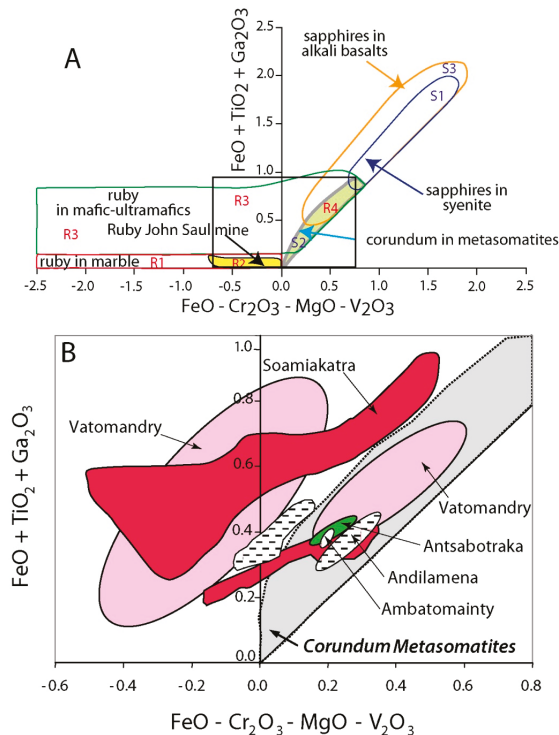 A
FeO + TiO2 + Ga2O3
2.5
2.0
1.5
1.0
0.5
sapphires in
alkali basalts
S3
S1
sapphires in
syenite
ruby
in mafic-ultramafics
R3
R3
R4
Ruby John Saul mine
S2
corundum in metasomatites
ruby in marble
R1
R2
-2.5
-2.0
-1.5
-1.0
-0.5
0.0
0.5
1.0
1.5
2.0
FeO - Cr2O3 - MgO - V2O3
B
FeO + TiO2 + Ga2O3
1.0
0.8
0.6
0.4
0.2
0.0
Soamiakatra
Vatomandry
Vatomandry
Antsabotraka
Andilamena
Ambatomainty
Corundum Metasomatites
-0.6
-0.4
-0.2
0.0
0.2
0.4
0.6
0.8
FeO - Cr2O3 - MgO - V2O3